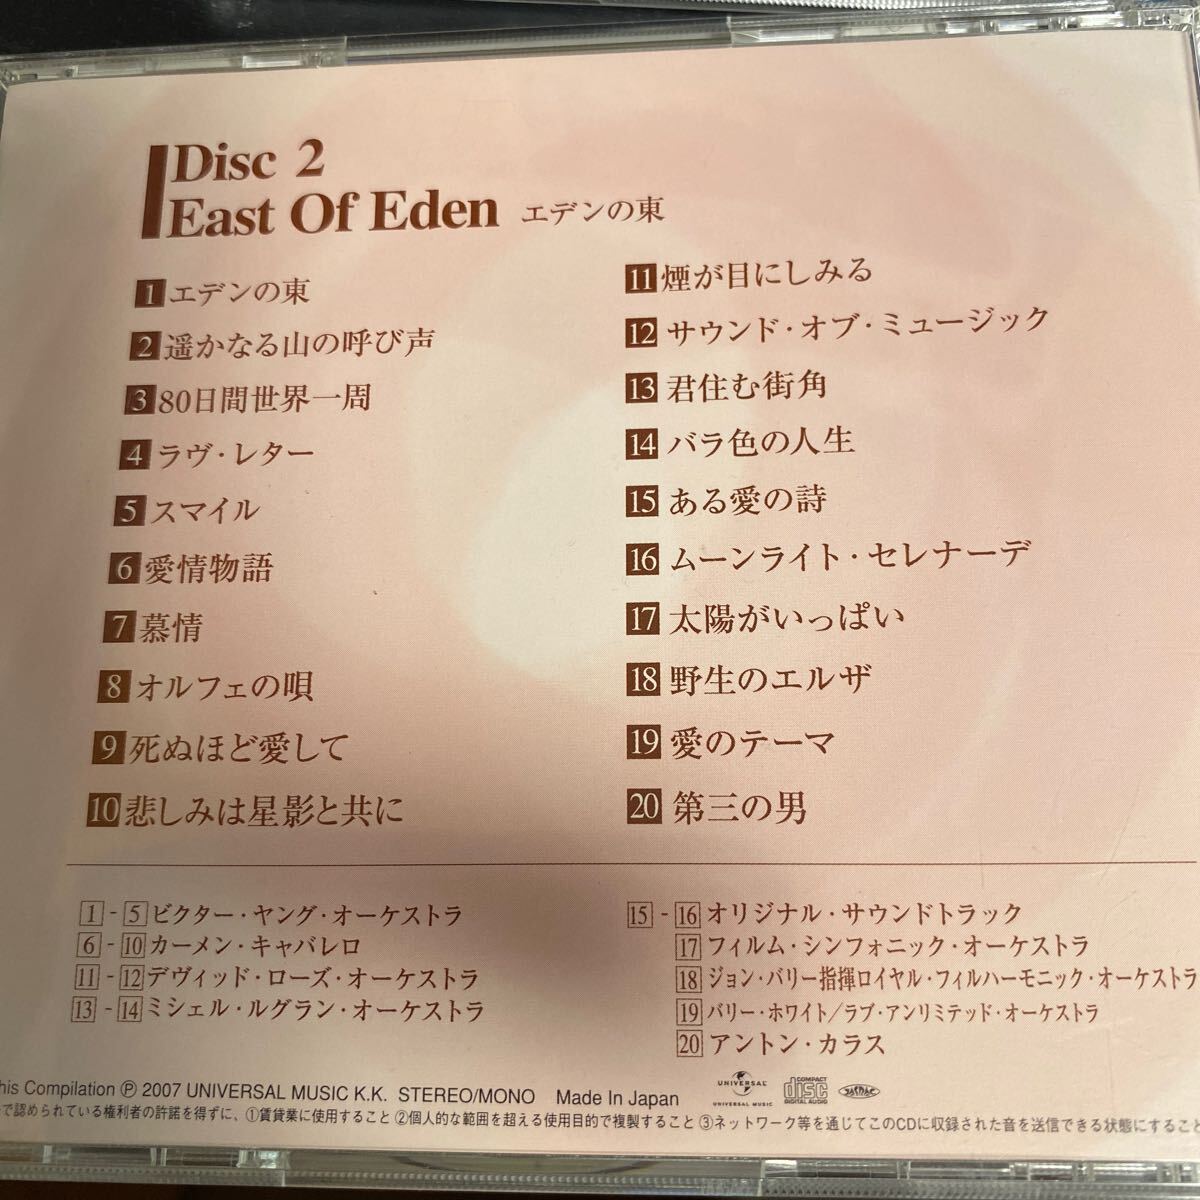 Disc 2
East Of Eden エデンの東
1 エデンの東
2 遥かなる山の呼び声
3 80日間世界一周
4 ラヴ・レター
5 スマイル
6 愛情物語
7 慕情
8 オルフェの唄
9 死ぬほど愛して
10 悲しみは星影と共に
11 煙が目にしみる
12 サウンド・オブ・ミュージック
13 君住む街角
14 バラ色の人生
15 ある愛の詩
16 ムーンライト・セレナーデ
17 太陽がいっぱい
18 野生のエルザ
19 愛のテーマ
20 第三の男
1 - 5 ビクター・ヤング・オーケストラ
6 - 10 カーメン・キャバレロ
11 - 12 デヴィッド・ローズ・オーケストラ
13 - 14 ミシェル・ルグラン・オーケストラ
15 - 16 オリジナル・サウンドトラック
17 フィルム・シンフォニック・オーケストラ
18 ジョン・バリー指揮ロイヤル・フィルハーモニック・オーケストラ
19 バリー・ホワイト/ラブ・アンリミテッド・オーケストラ
20 アントン・カラス
his Compilation ℗ 2007 UNIVERSAL MUSIC K.K. STEREO/MONO Made In Japan
UNIVERSAL
UNIVERSAL MUSIC
COMPACT
disc
DIGITAL AUDIO
JASRAC
で認められている権利者の許諾を得ずに、①賃貸業に使用すること ②個人的な範囲を超える使用目的で複製すること ③ネットワーク等を通じてこのCDに収録された音を送信できる状態にすること